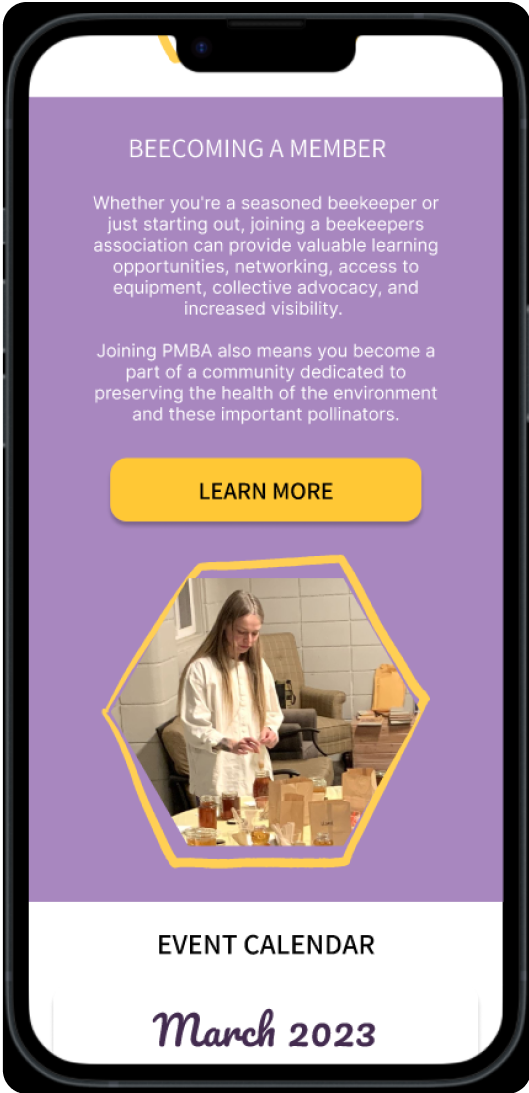 BEECOMING A MEMBER
Whether you're a seasoned beekeeper or
just starting out, joining a beekeepers
association can provide valuable learning
opportunities, networking, access to
equipment, collective advocacy, and
increased visibility.
Joining PMBA also means you become a
part of a community dedicated to
preserving the health of the environment
and these important pollinators.
LEARN MORE
EVENT CALENDAR
March 2023